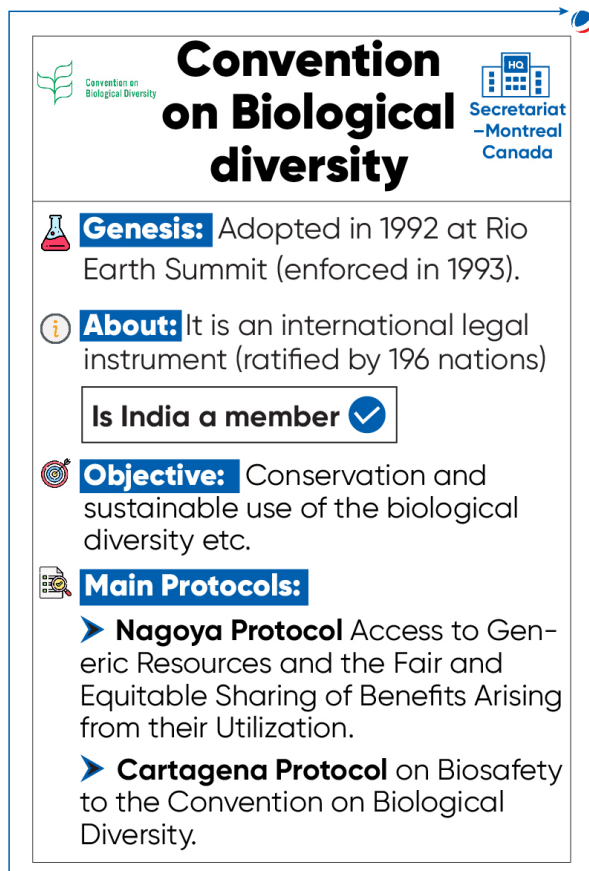 Convention on
Biological Diversity
Convention
on Biological
diversity
HQ
Secretariat
–Montreal
Canada
Genesis: Adopted in 1992 at Rio
Earth Summit (enforced in 1993).
i
About: It is an international legal
instrument (ratified by 196 nations)
Is India a member
Objective: Conservation and
sustainable use of the biological
diversity etc.
Main Protocols:
➤ Nagoya Protocol Access to Gen-
eric Resources and the Fair and
Equitable Sharing of Benefits Arising
from their Utilization.
➤ Cartagena Protocol on Biosafety
to the Convention on Biological
Diversity.